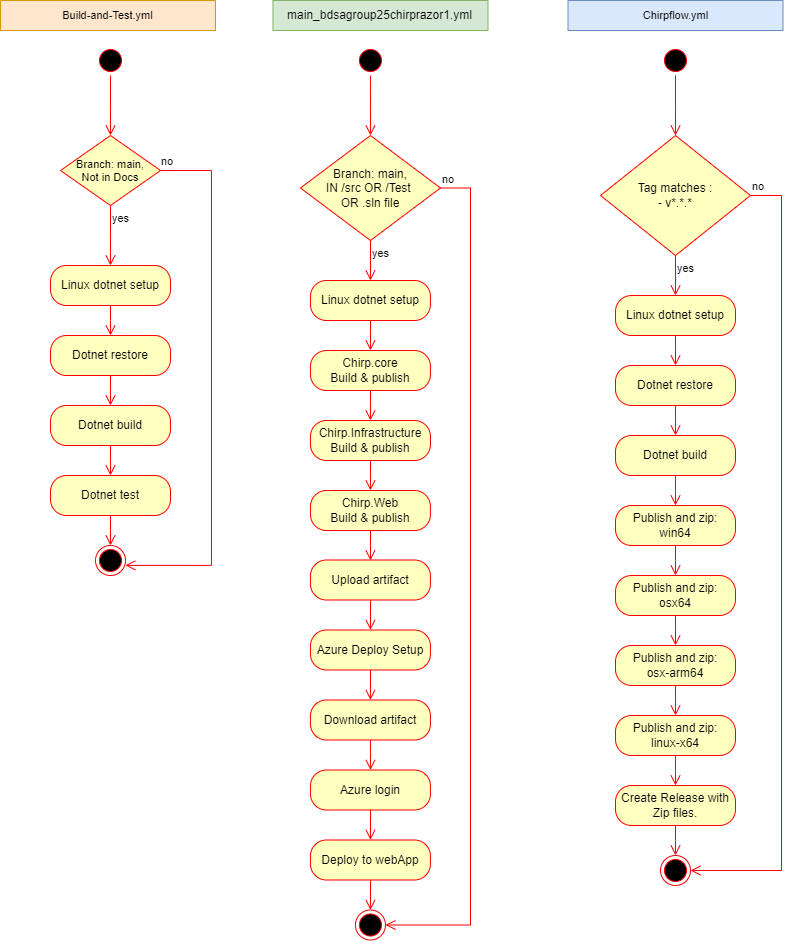 Build-and-Test.yml
Branch: main,
Not in Docs
no
yes
Linux dotnet setup
Dotnet restore
Dotnet build
Dotnet test
main_bdsagroup25chirprazor1.yml
Branch: main,
IN /src OR /Test
OR .sln file
no
yes
Linux dotnet setup
Chirp.core
Build & publish
Chirp.Infrastructure
Build & publish
Chirp.Web
Build & publish
Upload artifact
Azure Deploy Setup
Download artifact
Azure login
Deploy to webApp
Chirpflow.yml
Tag matches :
- v*.*.*
no
yes
Linux dotnet setup
Dotnet restore
Dotnet build
Publish and zip:
win64
Publish and zip:
osx64
Publish and zip:
osx-arm64
Publish and zip:
linux-x64
Create Release with
Zip files.